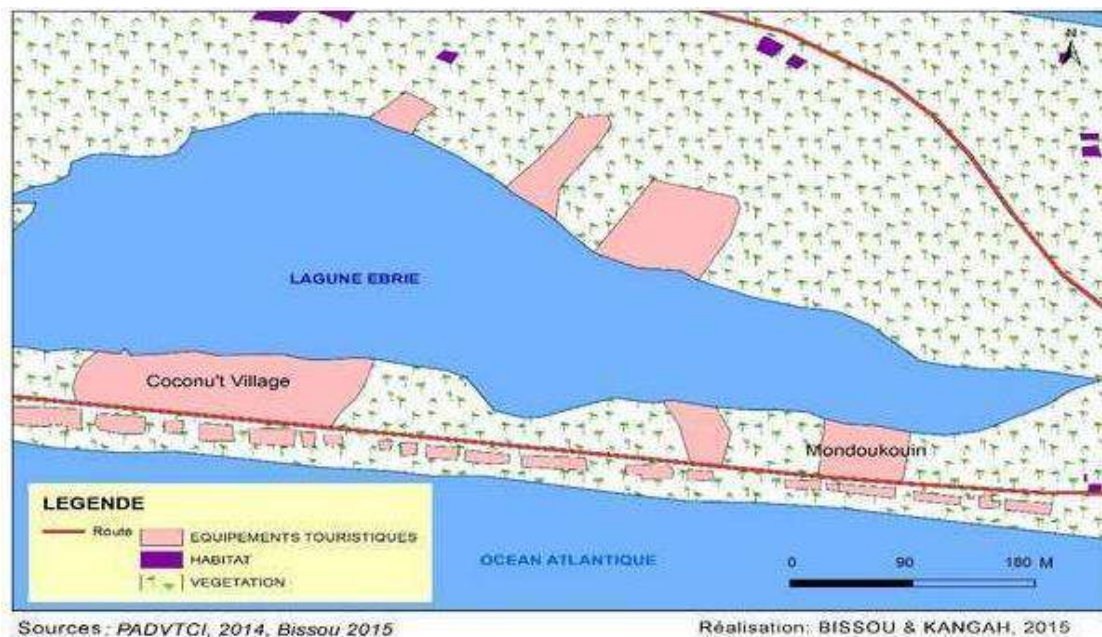 N
LAGUNE EBRIE
Coconu't Village
Mondoukouin
LEGENDE
Route
EQUIPEMENTS TOURISTIQUES
HABITAT
VEGETATION
OCEAN ATLANTIQUE
0 90 180 M
Sources : PADVTCI, 2014, Bissou 2015
Réalisation: BISSOU & KANGAH, 2015